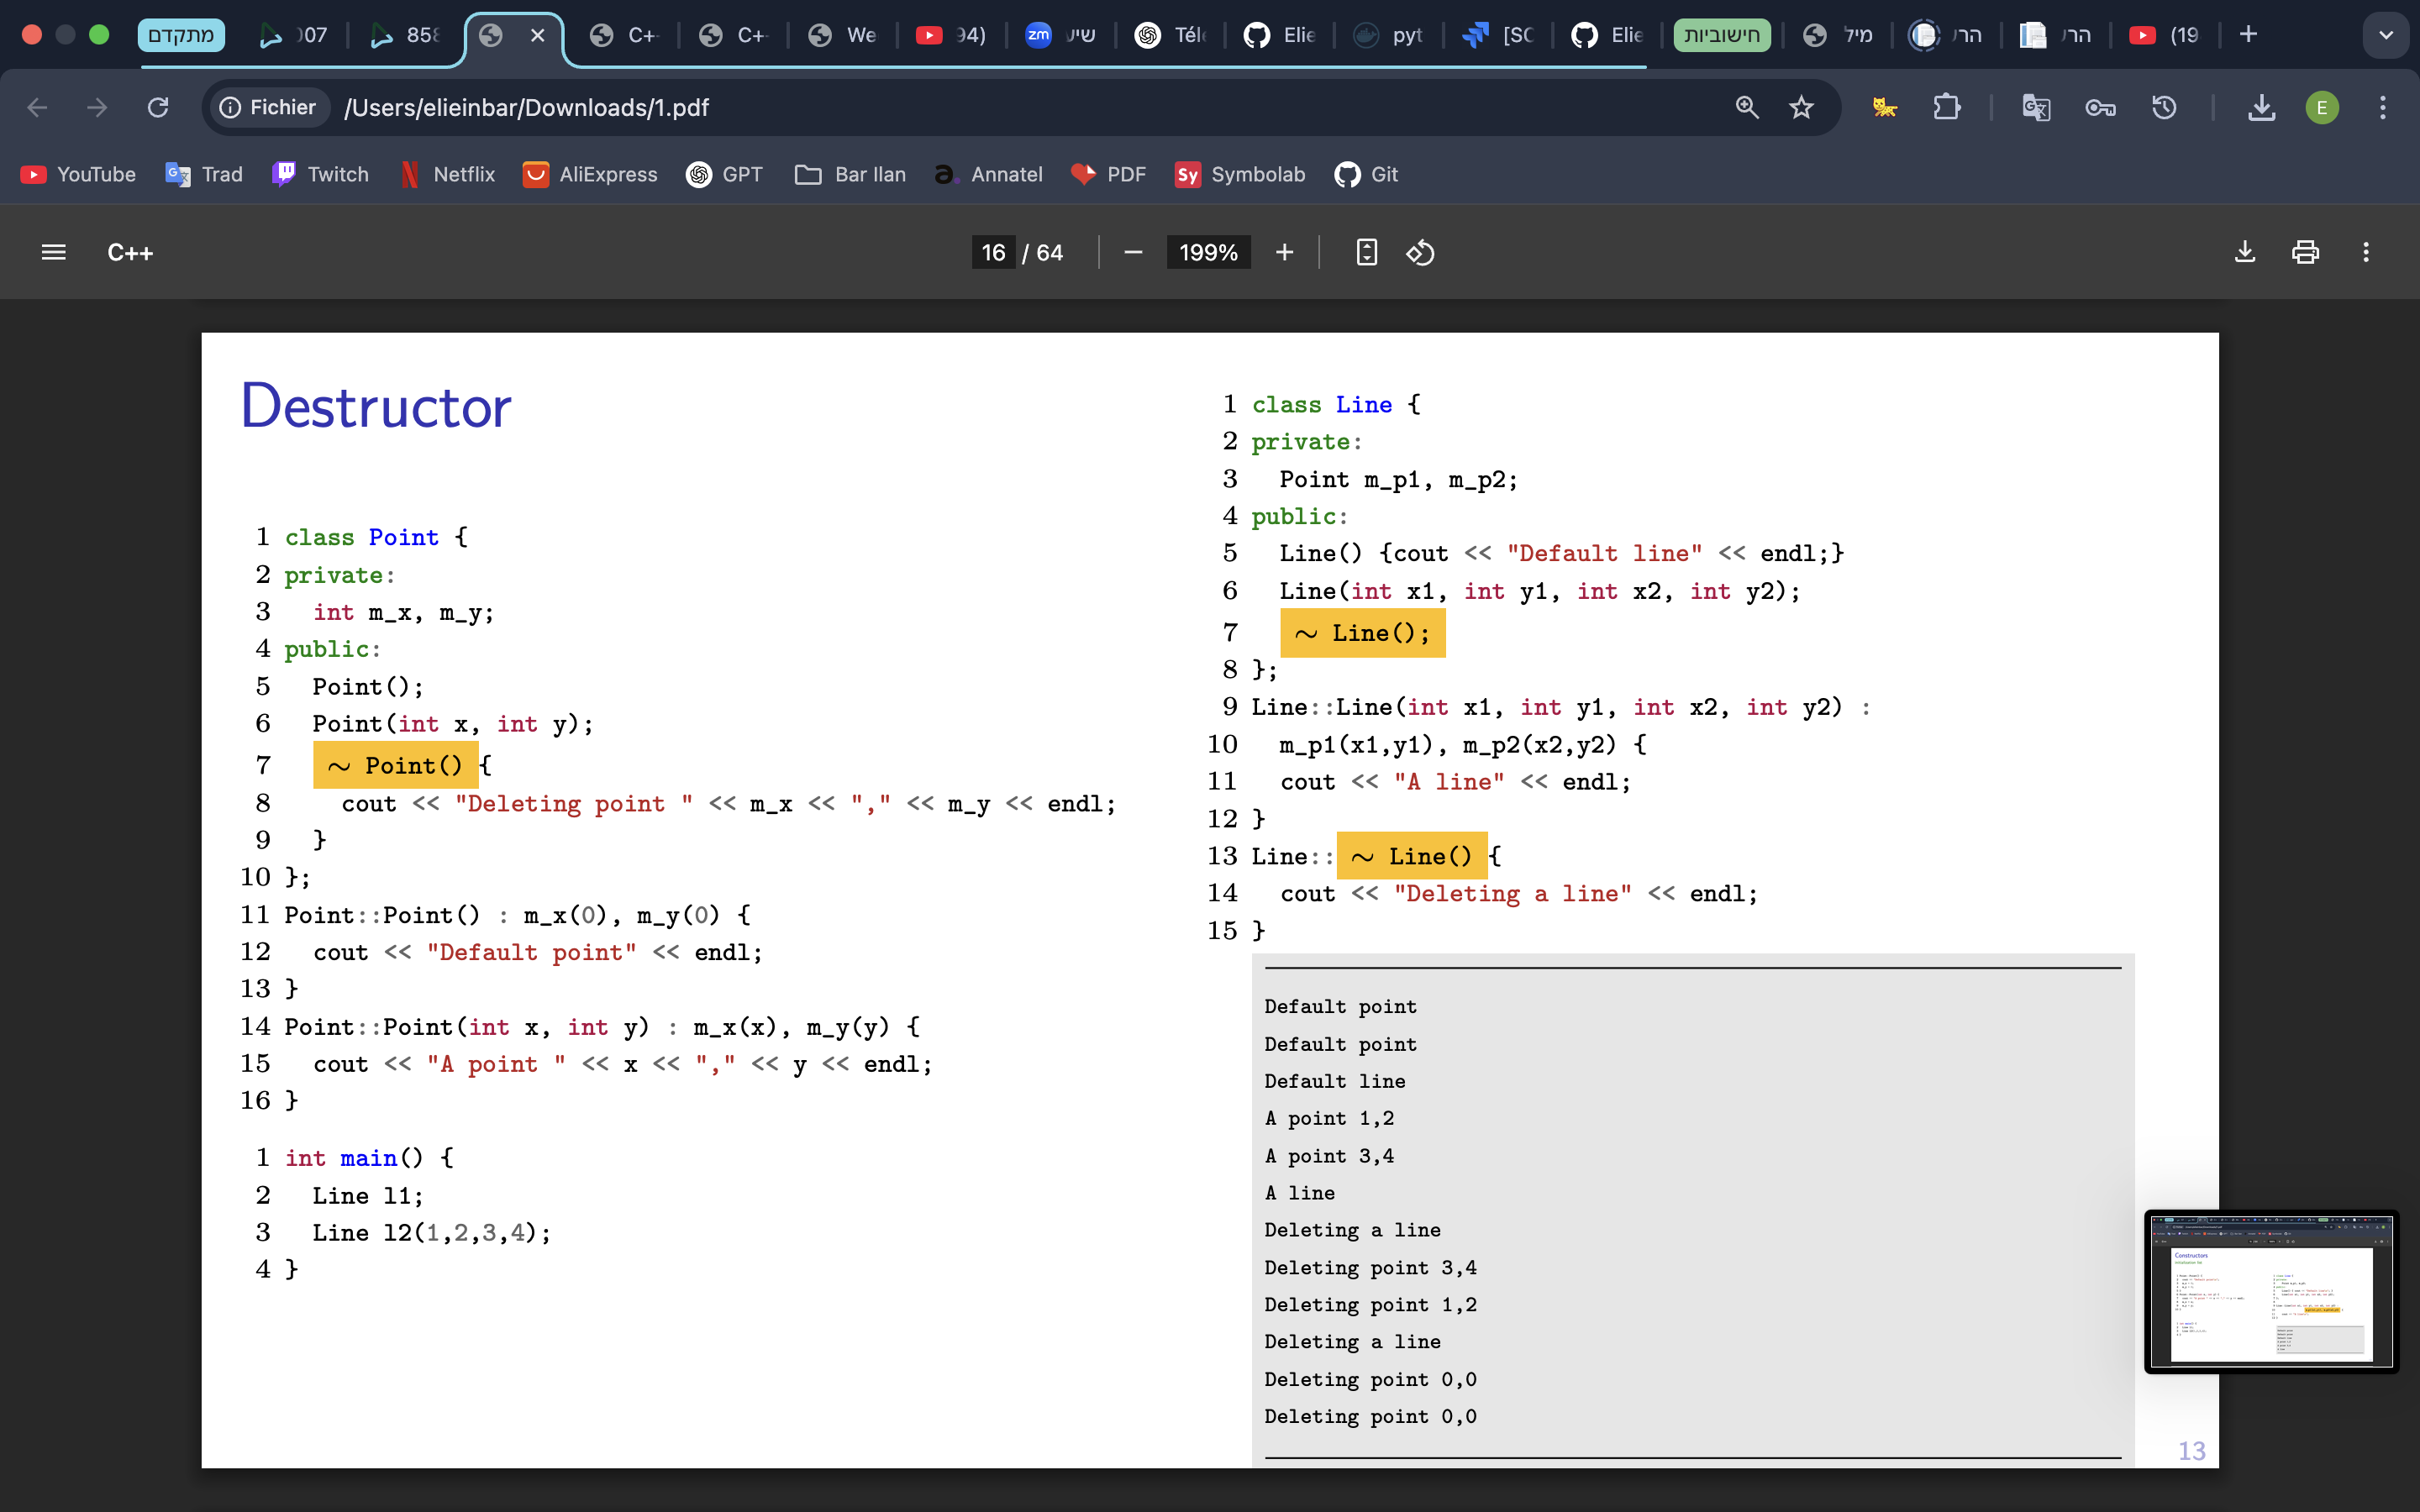 מתקדם
007
858
C+
C+
We
94)
zm
שיע
Télé
Elie
pyt
[SC
Elie
חישוביות
מיל
הרי
הרי
(19
Fichier
/Users/elieinbar/Downloads/1.pdf
E
YouTube
Trad
Twitch
Netflix
AliExpress
GPT
Bar Ilan
Annatel
PDF
Sy
Symbolab
Git
C++
16 / 64
199%
Destructor
1 class Point {
2 private:
3 int m_x, m_y;
4 public:
5 Point();
6 Point(int x, int y);
7 ~ Point() {
8 cout << "Deleting point " << m_x << "," << m_y << endl;
9 }
10 };
11 Point::Point() : m_x(0), m_y(0) {
12 cout << "Default point" << endl;
13 }
14 Point::Point(int x, int y) : m_x(x), m_y(y) {
15 cout << "A point " << x << "," << y << endl;
16 }
1 int main() {
2 Line l1;
3 Line l2(1,2,3,4);
4 }
1 class Line {
2 private:
3 Point m_p1, m_p2;
4 public:
5 Line() {cout << "Default line" << endl;}
6 Line(int x1, int y1, int x2, int y2);
7 ~ Line();
8 };
9 Line::Line(int x1, int y1, int x2, int y2) :
10 m_p1(x1,y1), m_p2(x2,y2) {
11 cout << "A line" << endl;
12 }
13 Line:: ~ Line() {
14 cout << "Deleting a line" << endl;
15 }
Default point
Default point
Default line
A point 1,2
A point 3,4
A line
Deleting a line
Deleting point 3,4
Deleting point 1,2
Deleting a line
Deleting point 0,0
Deleting point 0,0
Constructors
13